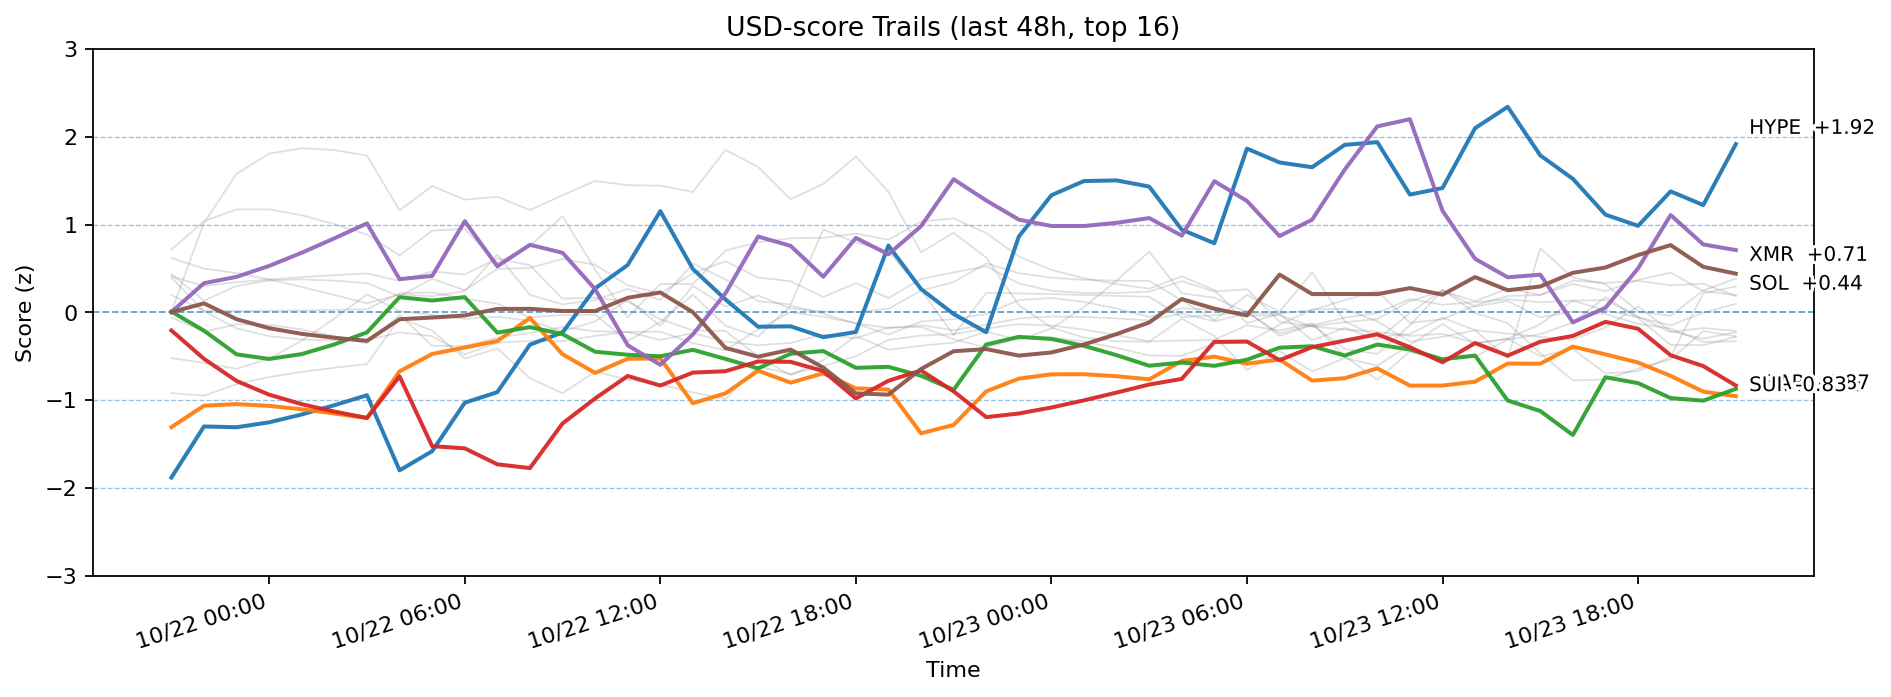 USD-score Trails (last 48h, top 16)
3
2
1
0
−1
−2
−3
Score (z)
HYPE +1.92
XMR +0.71
SOL +0.44
SUI
10/22 00:00
10/22 06:00
10/22 12:00
10/22 18:00
10/23 00:00
10/23 06:00
10/23 12:00
10/23 18:00
Time